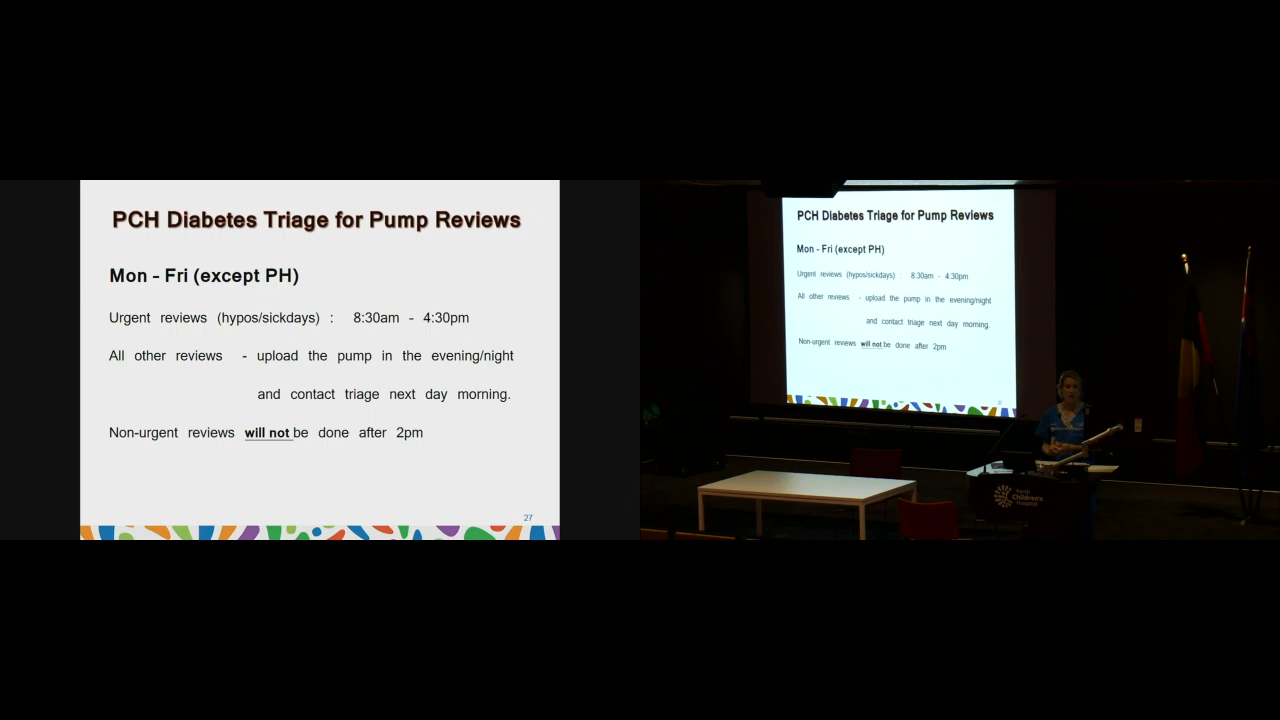 PCH Diabetes Triage for Pump Reviews
Mon - Fri (except PH)
Urgent reviews (hypos/sickdays) : 8:30am - 4:30pm
All other reviews - upload the pump in the evening/night
and contact triage next day morning.
Non-urgent reviews will not be done after 2pm
27
PCH Diabetes Triage for Pump Reviews
Mon - Fri (except PH)
Urgent reviews (hypos/sickdays) : 8:30am - 4:30pm
All other reviews - upload the pump in the evening/night
and contact triage next day morning.
Non-urgent reviews will not be done after 2pm
Perth
Children's
Hospital